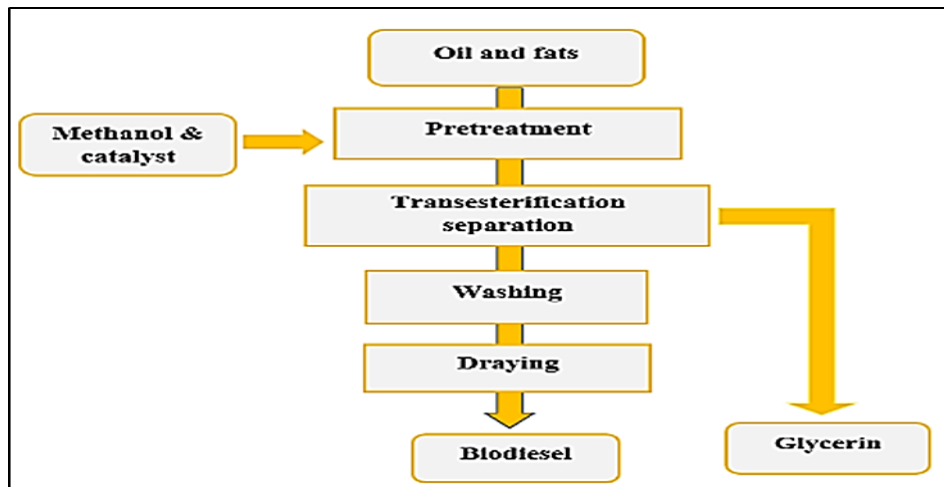 Oil and fats
Methanol &
catalyst
Pretreatment
Transesterification
separation
Washing
Draying
Biodiesel
Glycerin